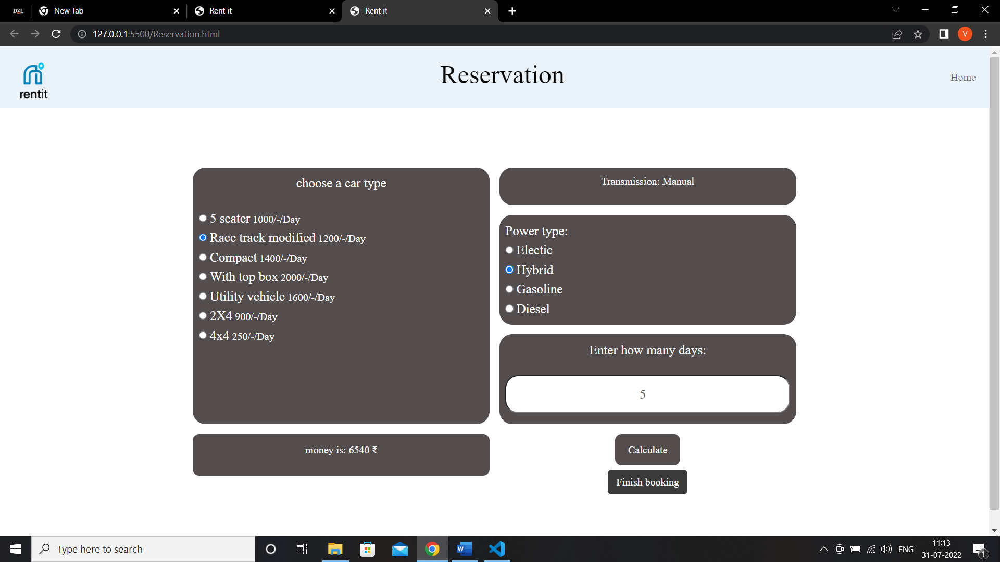 D2L
New Tab
Rent it
Rent it
127.0.0.1:5500/Reservation.html
V
rentit
Reservation
Home
choose a car type
5 seater 1000/-/Day
Race track modified 1200/-/Day
Compact 1400/-/Day
With top box 2000/-/Day
Utility vehicle 1600/-/Day
2X4 900/-/Day
4x4 250/-/Day
Transmission: Manual
Power type:
Electic
Hybrid
Gasoline
Diesel
Enter how many days:
5
money is: 6540 ₹
Calculate
Finish booking
Type here to search
W
ENG
11:13
31-07-2022
1